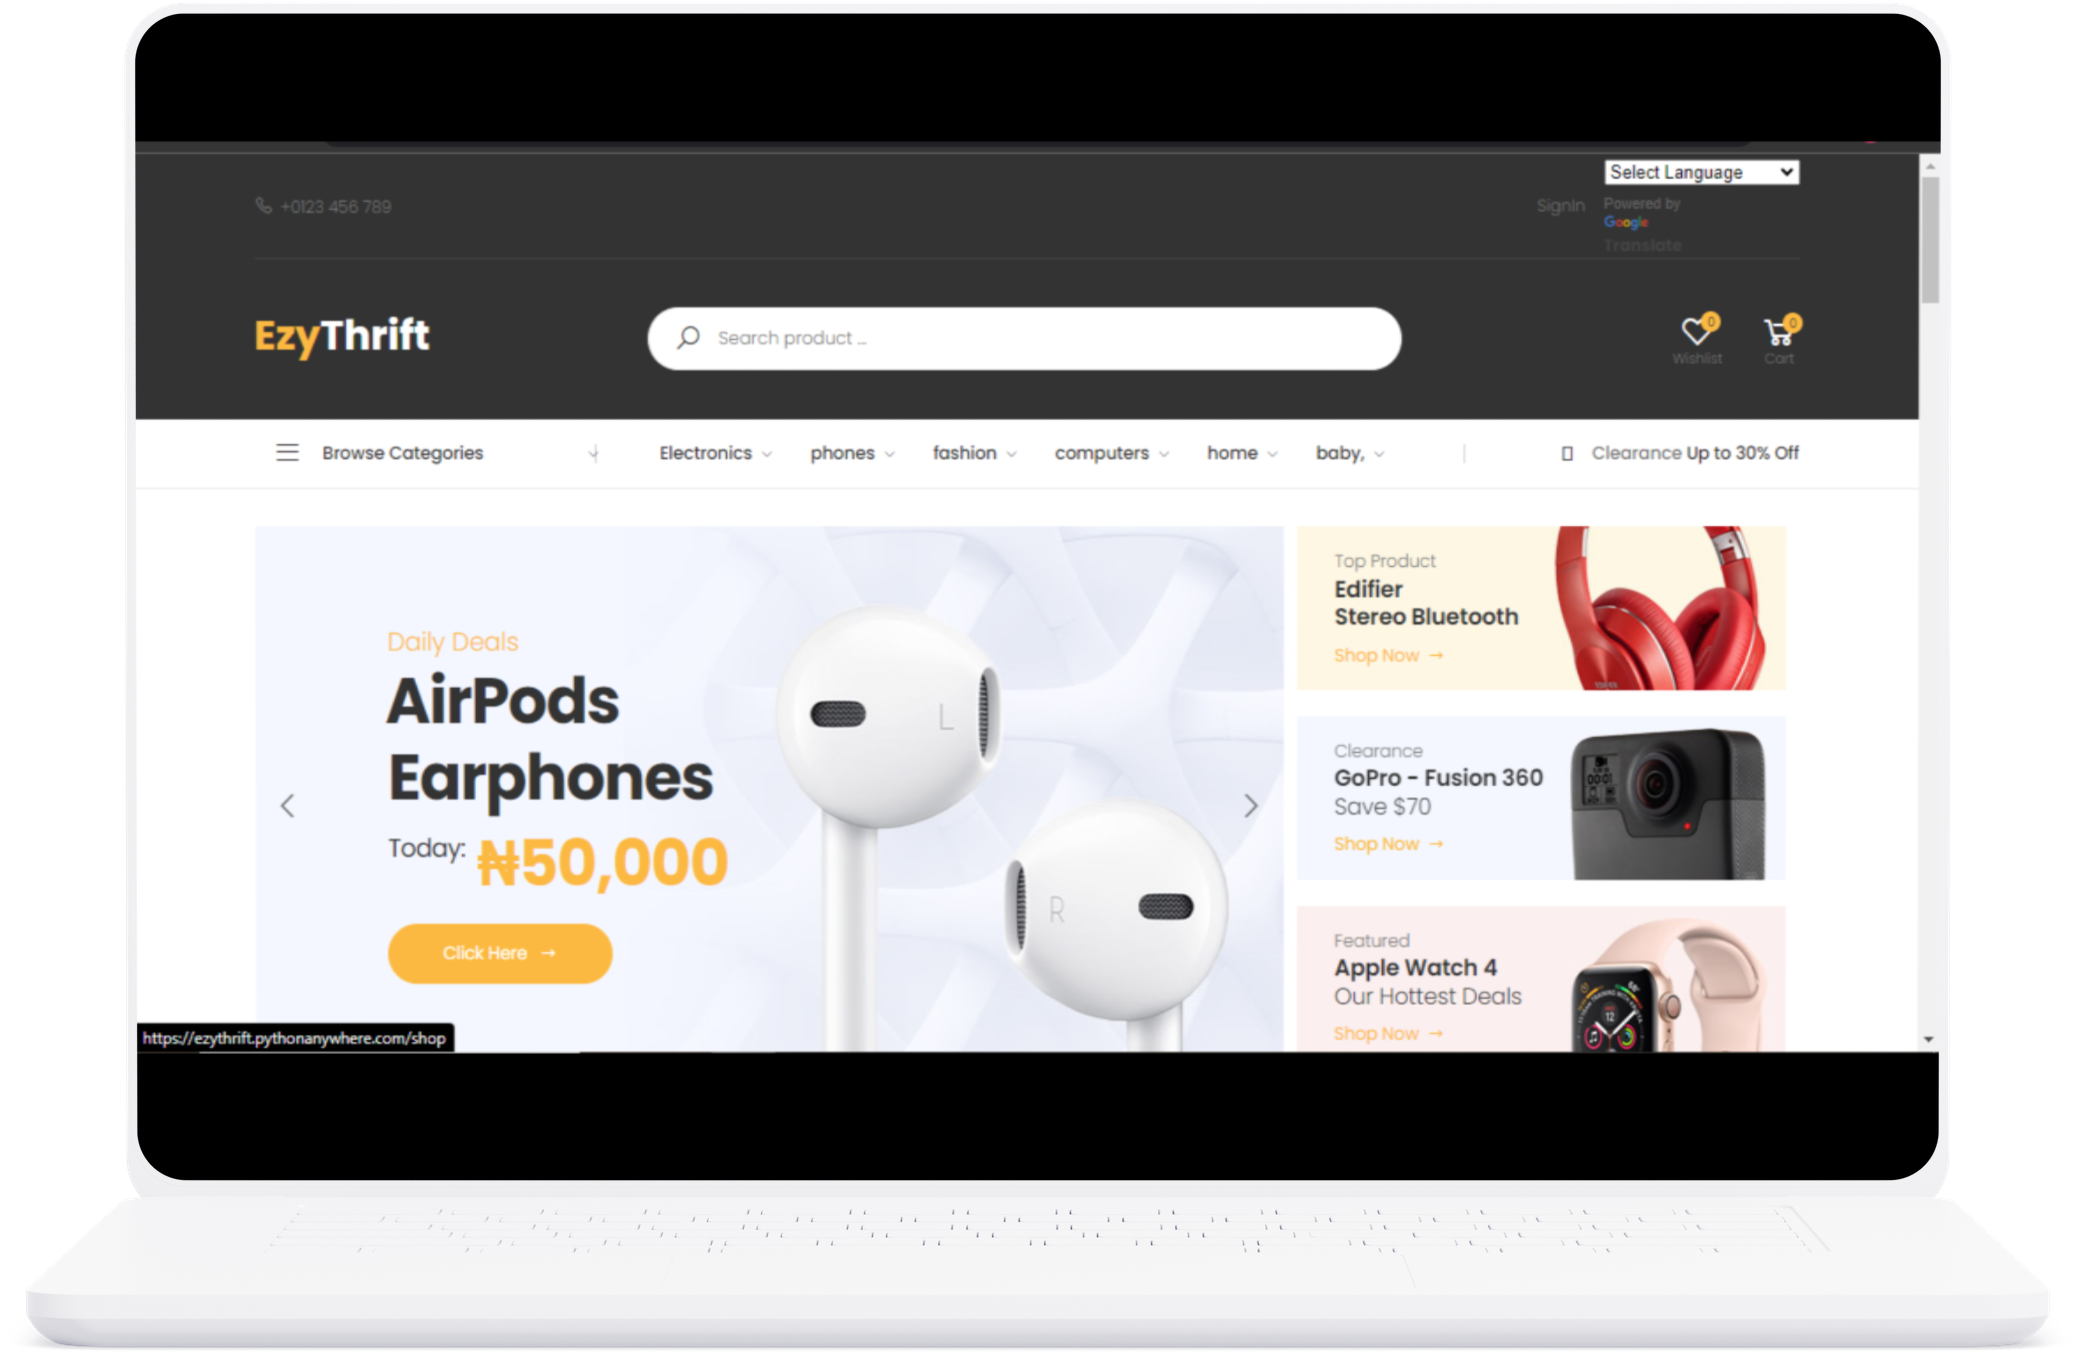 Select Language
+0123 456 789
SignIn
Powered by
Google
Translate
EzyThrift
Search product ...
0
0
Wishlist
Cart
Browse Categories
Electronics
phones
fashion
computers
home
baby,
Clearance Up to 30% Off
Daily Deals
AirPods
Earphones
Today: ₦50,000
Click Here →
L
R
Top Product
Edifier
Stereo Bluetooth
Shop Now →
Clearance
GoPro - Fusion 360
Save $70
Shop Now →
00:01
Featured
Apple Watch 4
Our Hottest Deals
Shop Now →
12
https://ezythrift.pythonanywhere.com/shop